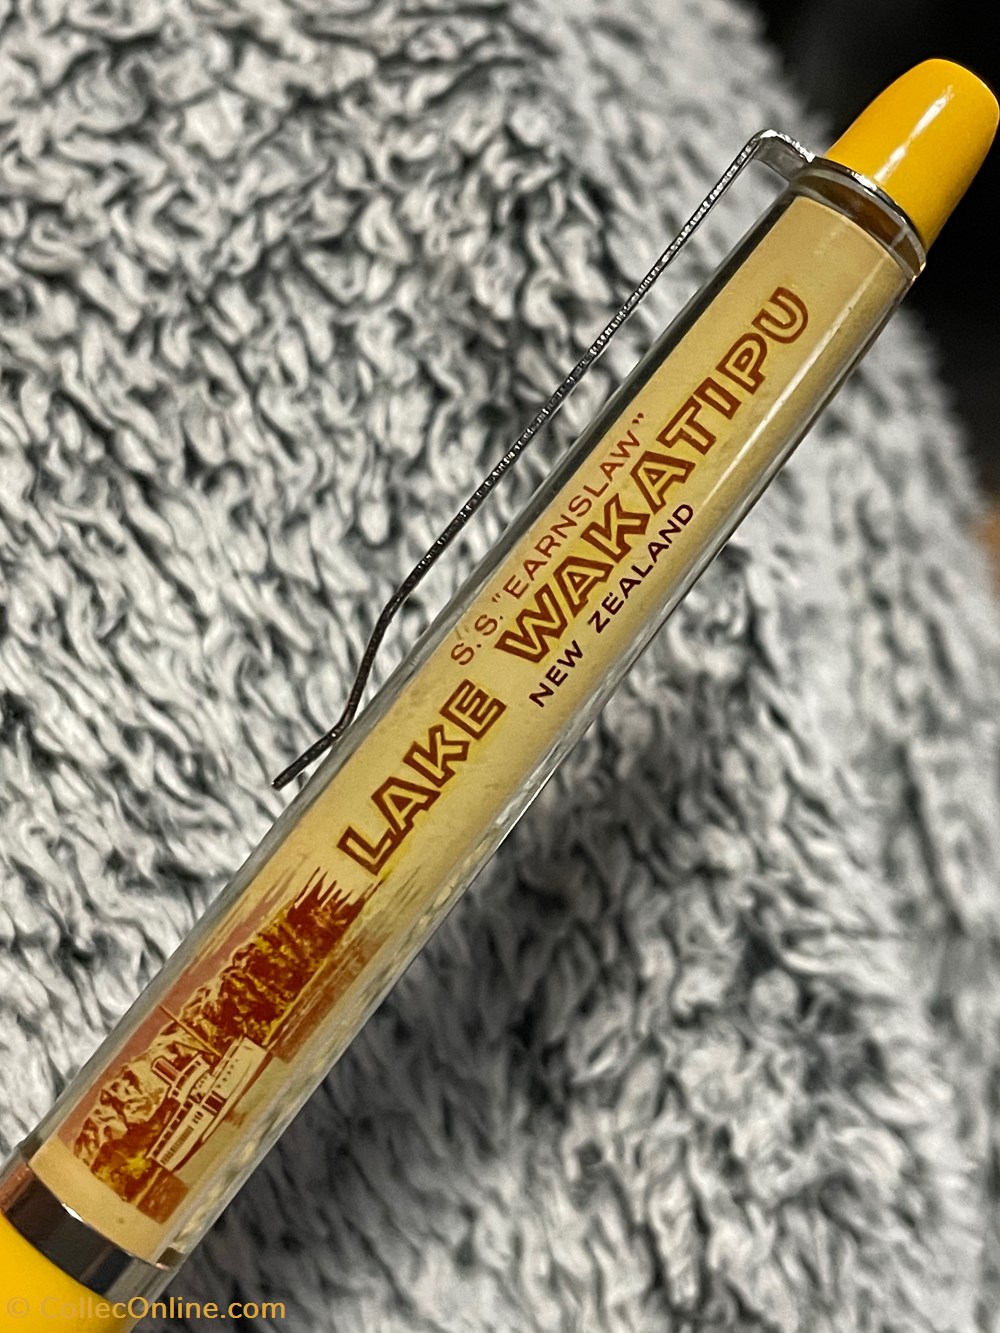 S.S. "EARNSLAW"
LAKE WAKATIPU
NEW ZEALAND
© CollecOnline.com